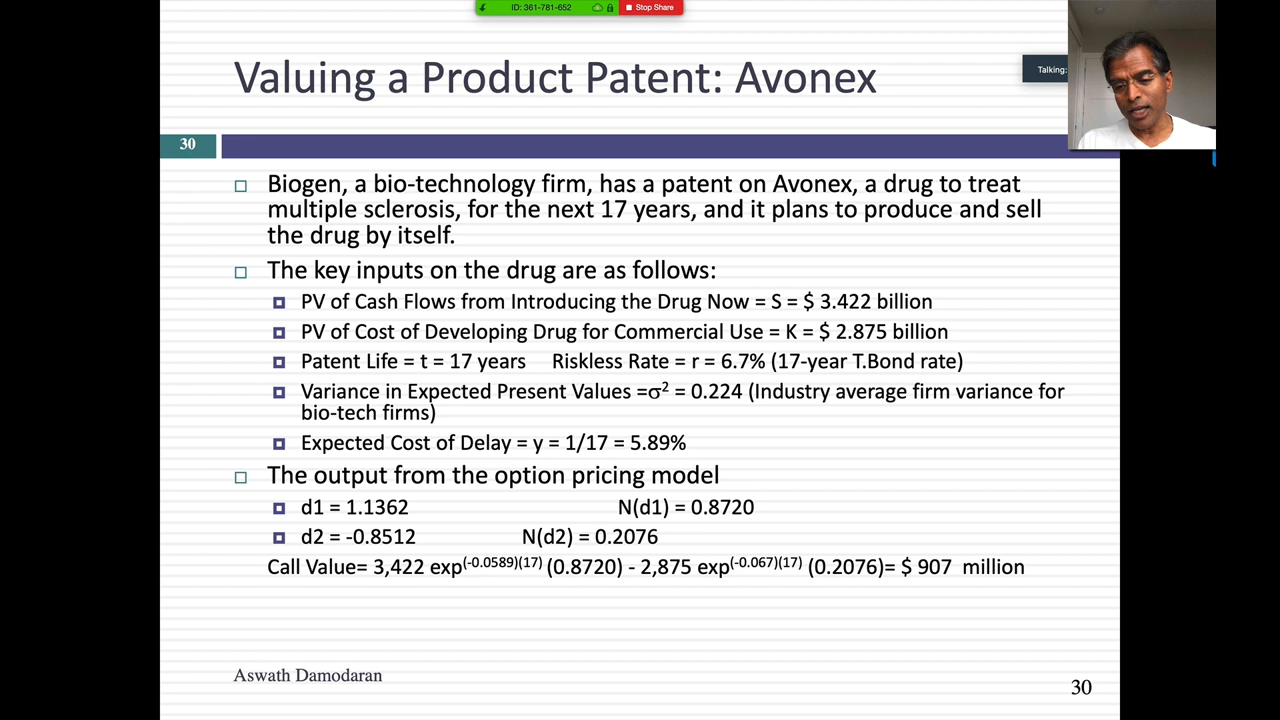 ID: 361-781-652
Stop Share
Valuing a Product Patent: Avonex
Talking:
30
Biogen, a bio-technology firm, has a patent on Avonex, a drug to treat
multiple sclerosis, for the next 17 years, and it plans to produce and sell
the drug by itself.
The key inputs on the drug are as follows:
PV of Cash Flows from Introducing the Drug Now = S = $ 3.422 billion
PV of Cost of Developing Drug for Commercial Use = K = $ 2.875 billion
Patent Life = t = 17 years Riskless Rate = r = 6.7% (17-year T.Bond rate)
Variance in Expected Present Values =σ² = 0.224 (Industry average firm variance for
bio-tech firms)
Expected Cost of Delay = y = 1/17 = 5.89%
The output from the option pricing model
d1 = 1.1362 N(d1) = 0.8720
d2 = -0.8512 N(d2) = 0.2076
Call Value= 3,422 exp(-0.0589)(17) (0.8720) - 2,875 exp(-0.067)(17) (0.2076)= $ 907 million
Aswath Damodaran
30